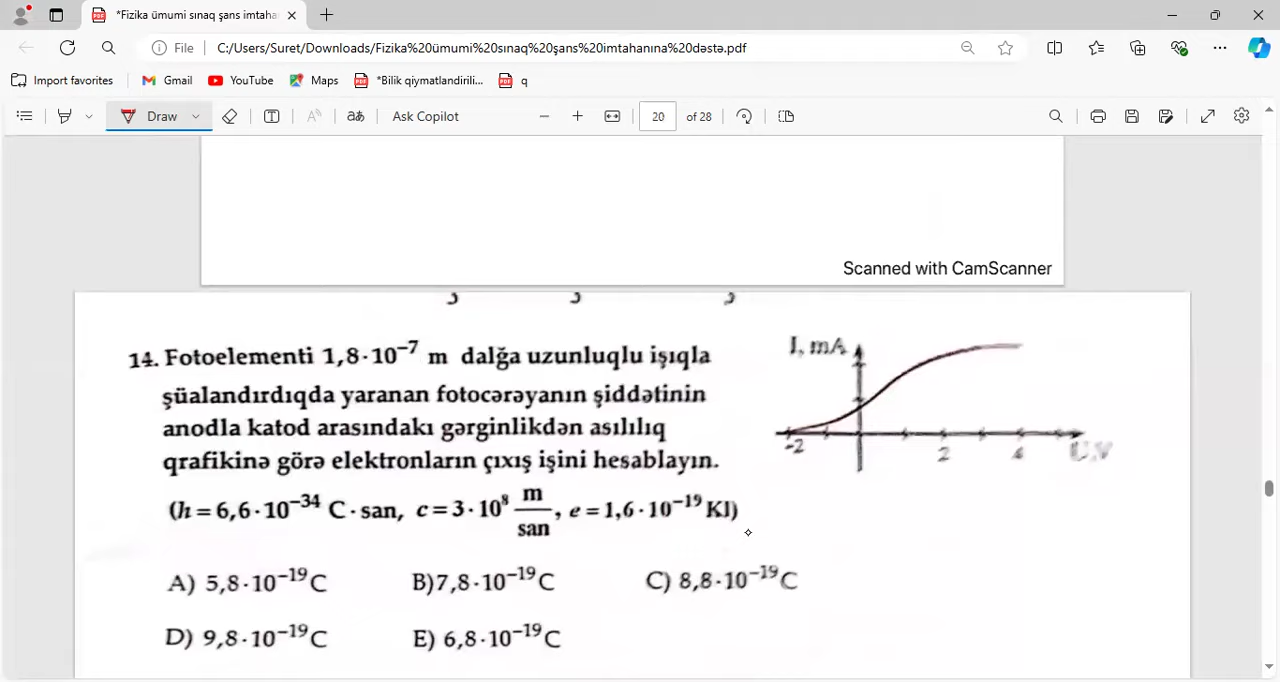 *Fizika ümumi sınaq şans imtaha
File C:/Users/Suret/Downloads/Fizika%20ümumi%20sınaq%20şans%20imtahanına%20dəstə.pdf
Import favorites Gmail YouTube Maps *Bilik qiymatlandirili... q
Draw aあ Ask Copilot 20 of 28
Scanned with CamScanner
14. Fotoelementi 1,8·10⁻⁷ m dalğa uzunluqlu işıqla
şüalandırdıqda yaranan fotocərəyanın şiddətinin
anodla katod arasındakı gərginlikdən asılılıq
qrafikinə görə elektronların çıxış işini hesablayın.
(h = 6,6·10⁻³⁴ C·san, c = 3·10⁸ m/san, e = 1,6·10⁻¹⁹ Kl)
I, mA
-2 2 4 U,V
A) 5,8·10⁻¹⁹C B)7,8·10⁻¹⁹C C) 8,8·10⁻¹⁹C
D) 9,8·10⁻¹⁹C E) 6,8·10⁻¹⁹C